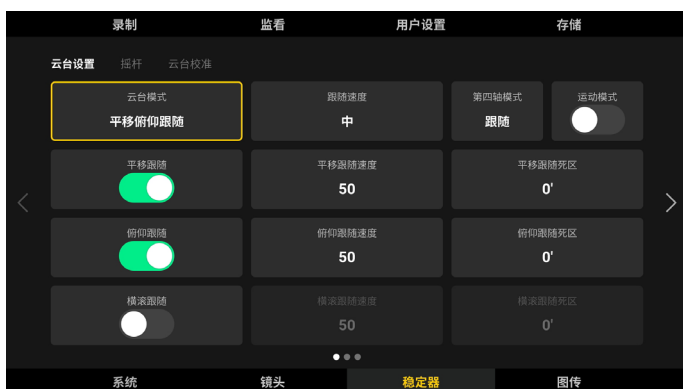 录制 监看 用户设置 存储
云台设置 摇杆 云台校准
云台模式 跟随速度 第四轴模式 运动模式
平移俯仰跟随 中 跟随
平移跟随 平移跟随速度 平移跟随死区
50 0'
俯仰跟随 俯仰跟随速度 俯仰跟随死区
50 0'
横滚跟随 横滚跟随速度 横滚跟随死区
50 0'
系统 镜头 稳定器 图传